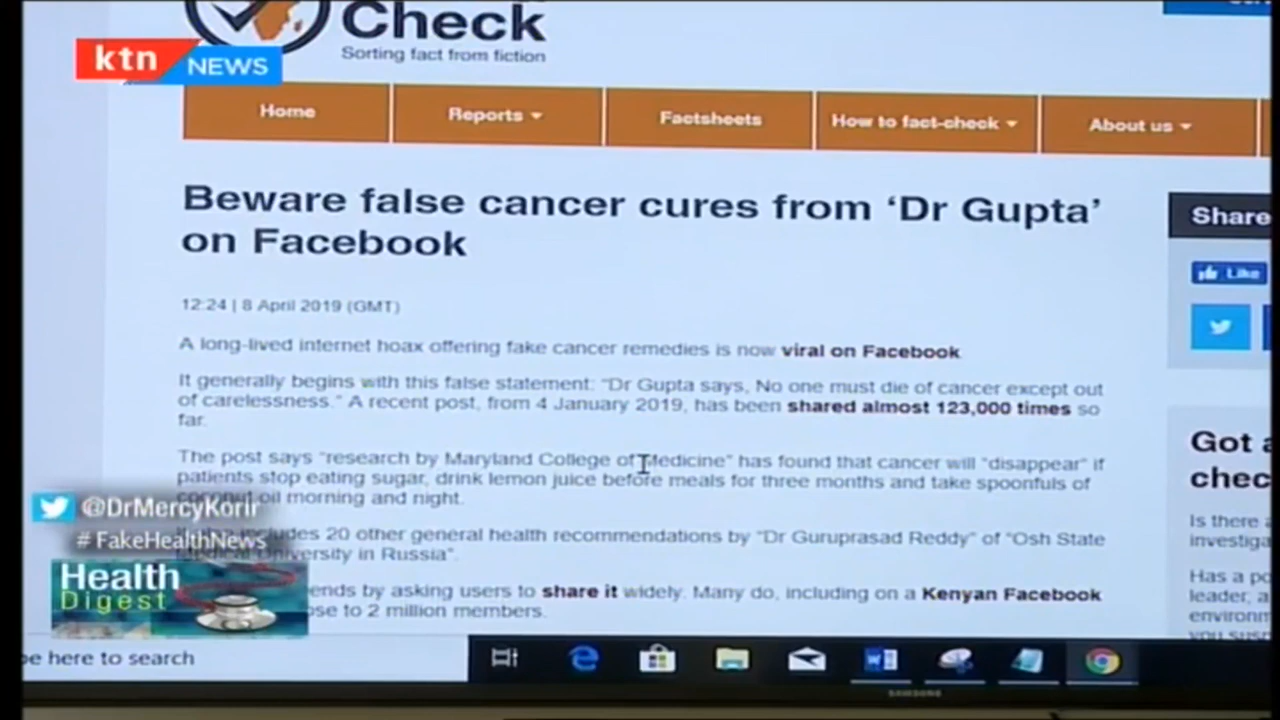 Check
Sorting fact from fiction
ktn NEWS
Home
Reports
Factsheets
How to fact-check
About us
Beware false cancer cures from ‘Dr Gupta’
on Facebook
Share
Like
12:24 | 8 April 2019 (GMT)
A long-lived internet hoax offering fake cancer remedies is now viral on Facebook
It generally begins with this false statement: “Dr Gupta says, No one must die of cancer except out
of carelessness.” A recent post, from 4 January 2019, has been shared almost 123,000 times so
far.
The post says “research by Maryland College of Medicine” has found that cancer will “disappear” if
patients stop eating sugar, drink lemon juice before meals for three months and take spoonfuls of
coconut oil morning and night.
includes 20 other general health recommendations by “Dr Guruprasad Reddy” of “Osh State
Medical University in Russia”.
ends by asking users to share it widely. Many do, including on a Kenyan Facebook
to 2 million members.
Got a
chec
Is there
investiga
Has a po
leader, a
environm
you susp
@DrMercyKorir
# FakeHealthNews
Health
Digest
here to search
SAMSUNG